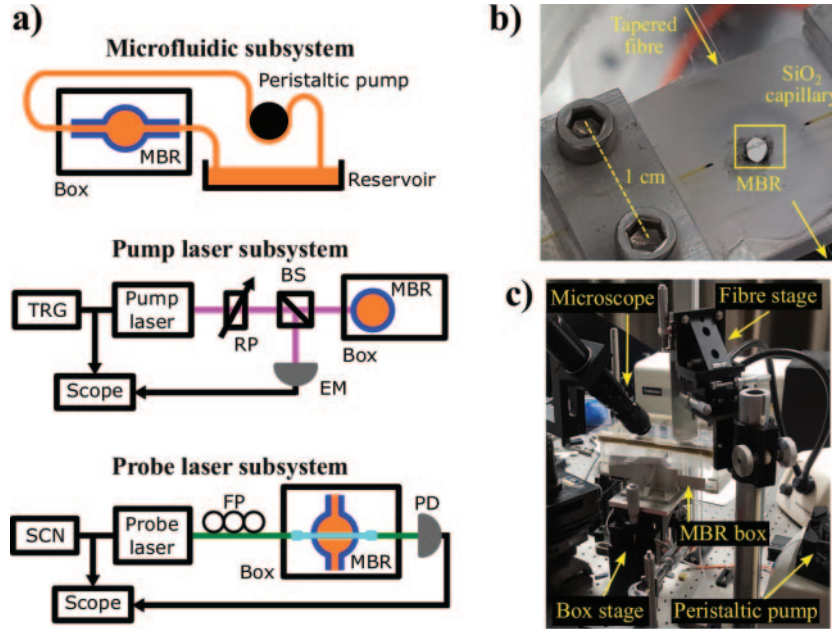 a)
Microfluidic subsystem
Peristaltic pump
MBR
Box
Reservoir
Pump laser subsystem
TRG
Pump
laser
BS
MBR
RP
Box
Scope
EM
Probe laser subsystem
SCN
Probe
laser
FP
PD
Box
MBR
Scope
b)
Tapered
fibre
SiO2
capillary
1 cm
MBR
c)
Microscope
Fibre stage
MBR box
Box stage
Peristaltic pump